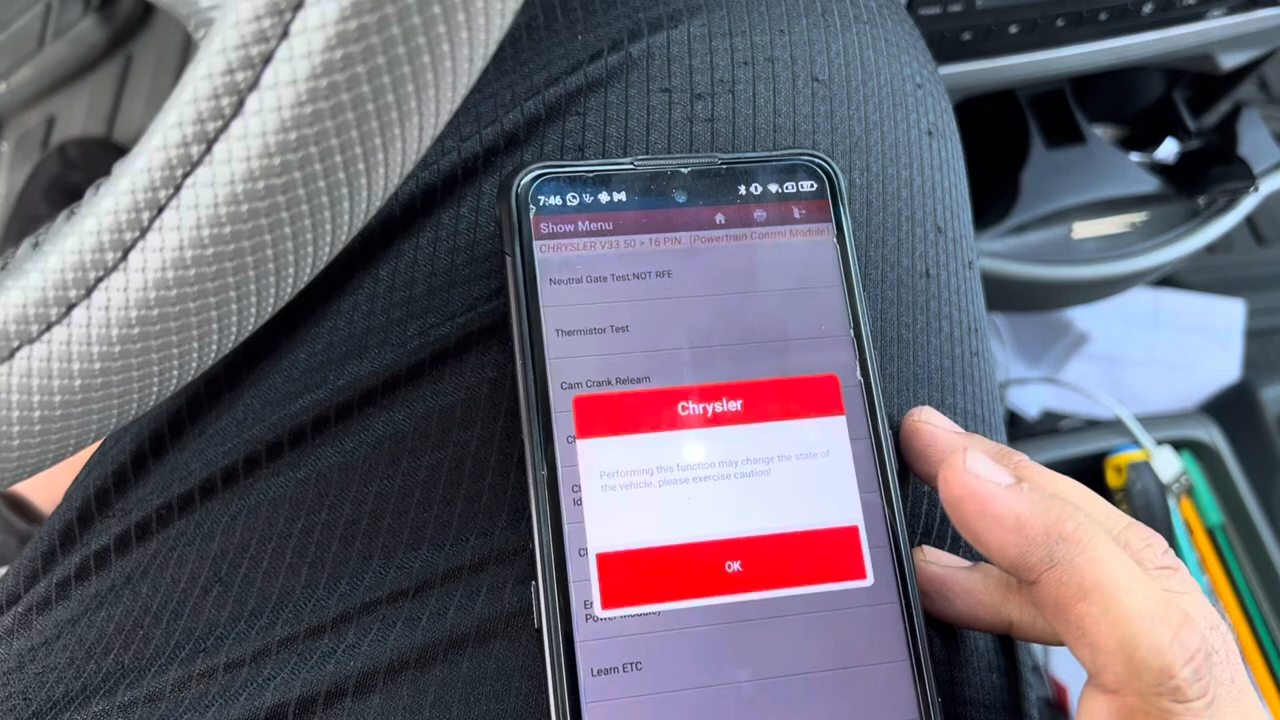 7:46
Show Menu
CHRYSLER V33.50 > 16 PIN (Powertrain Control Module)
Neutral Gate Test:NOT RFE
Thermistor Test
Cam Crank Relearn
Chrysler
Performing this function may change the state of
the vehicle, please exercise caution!
OK
Power Module)
Learn ETC